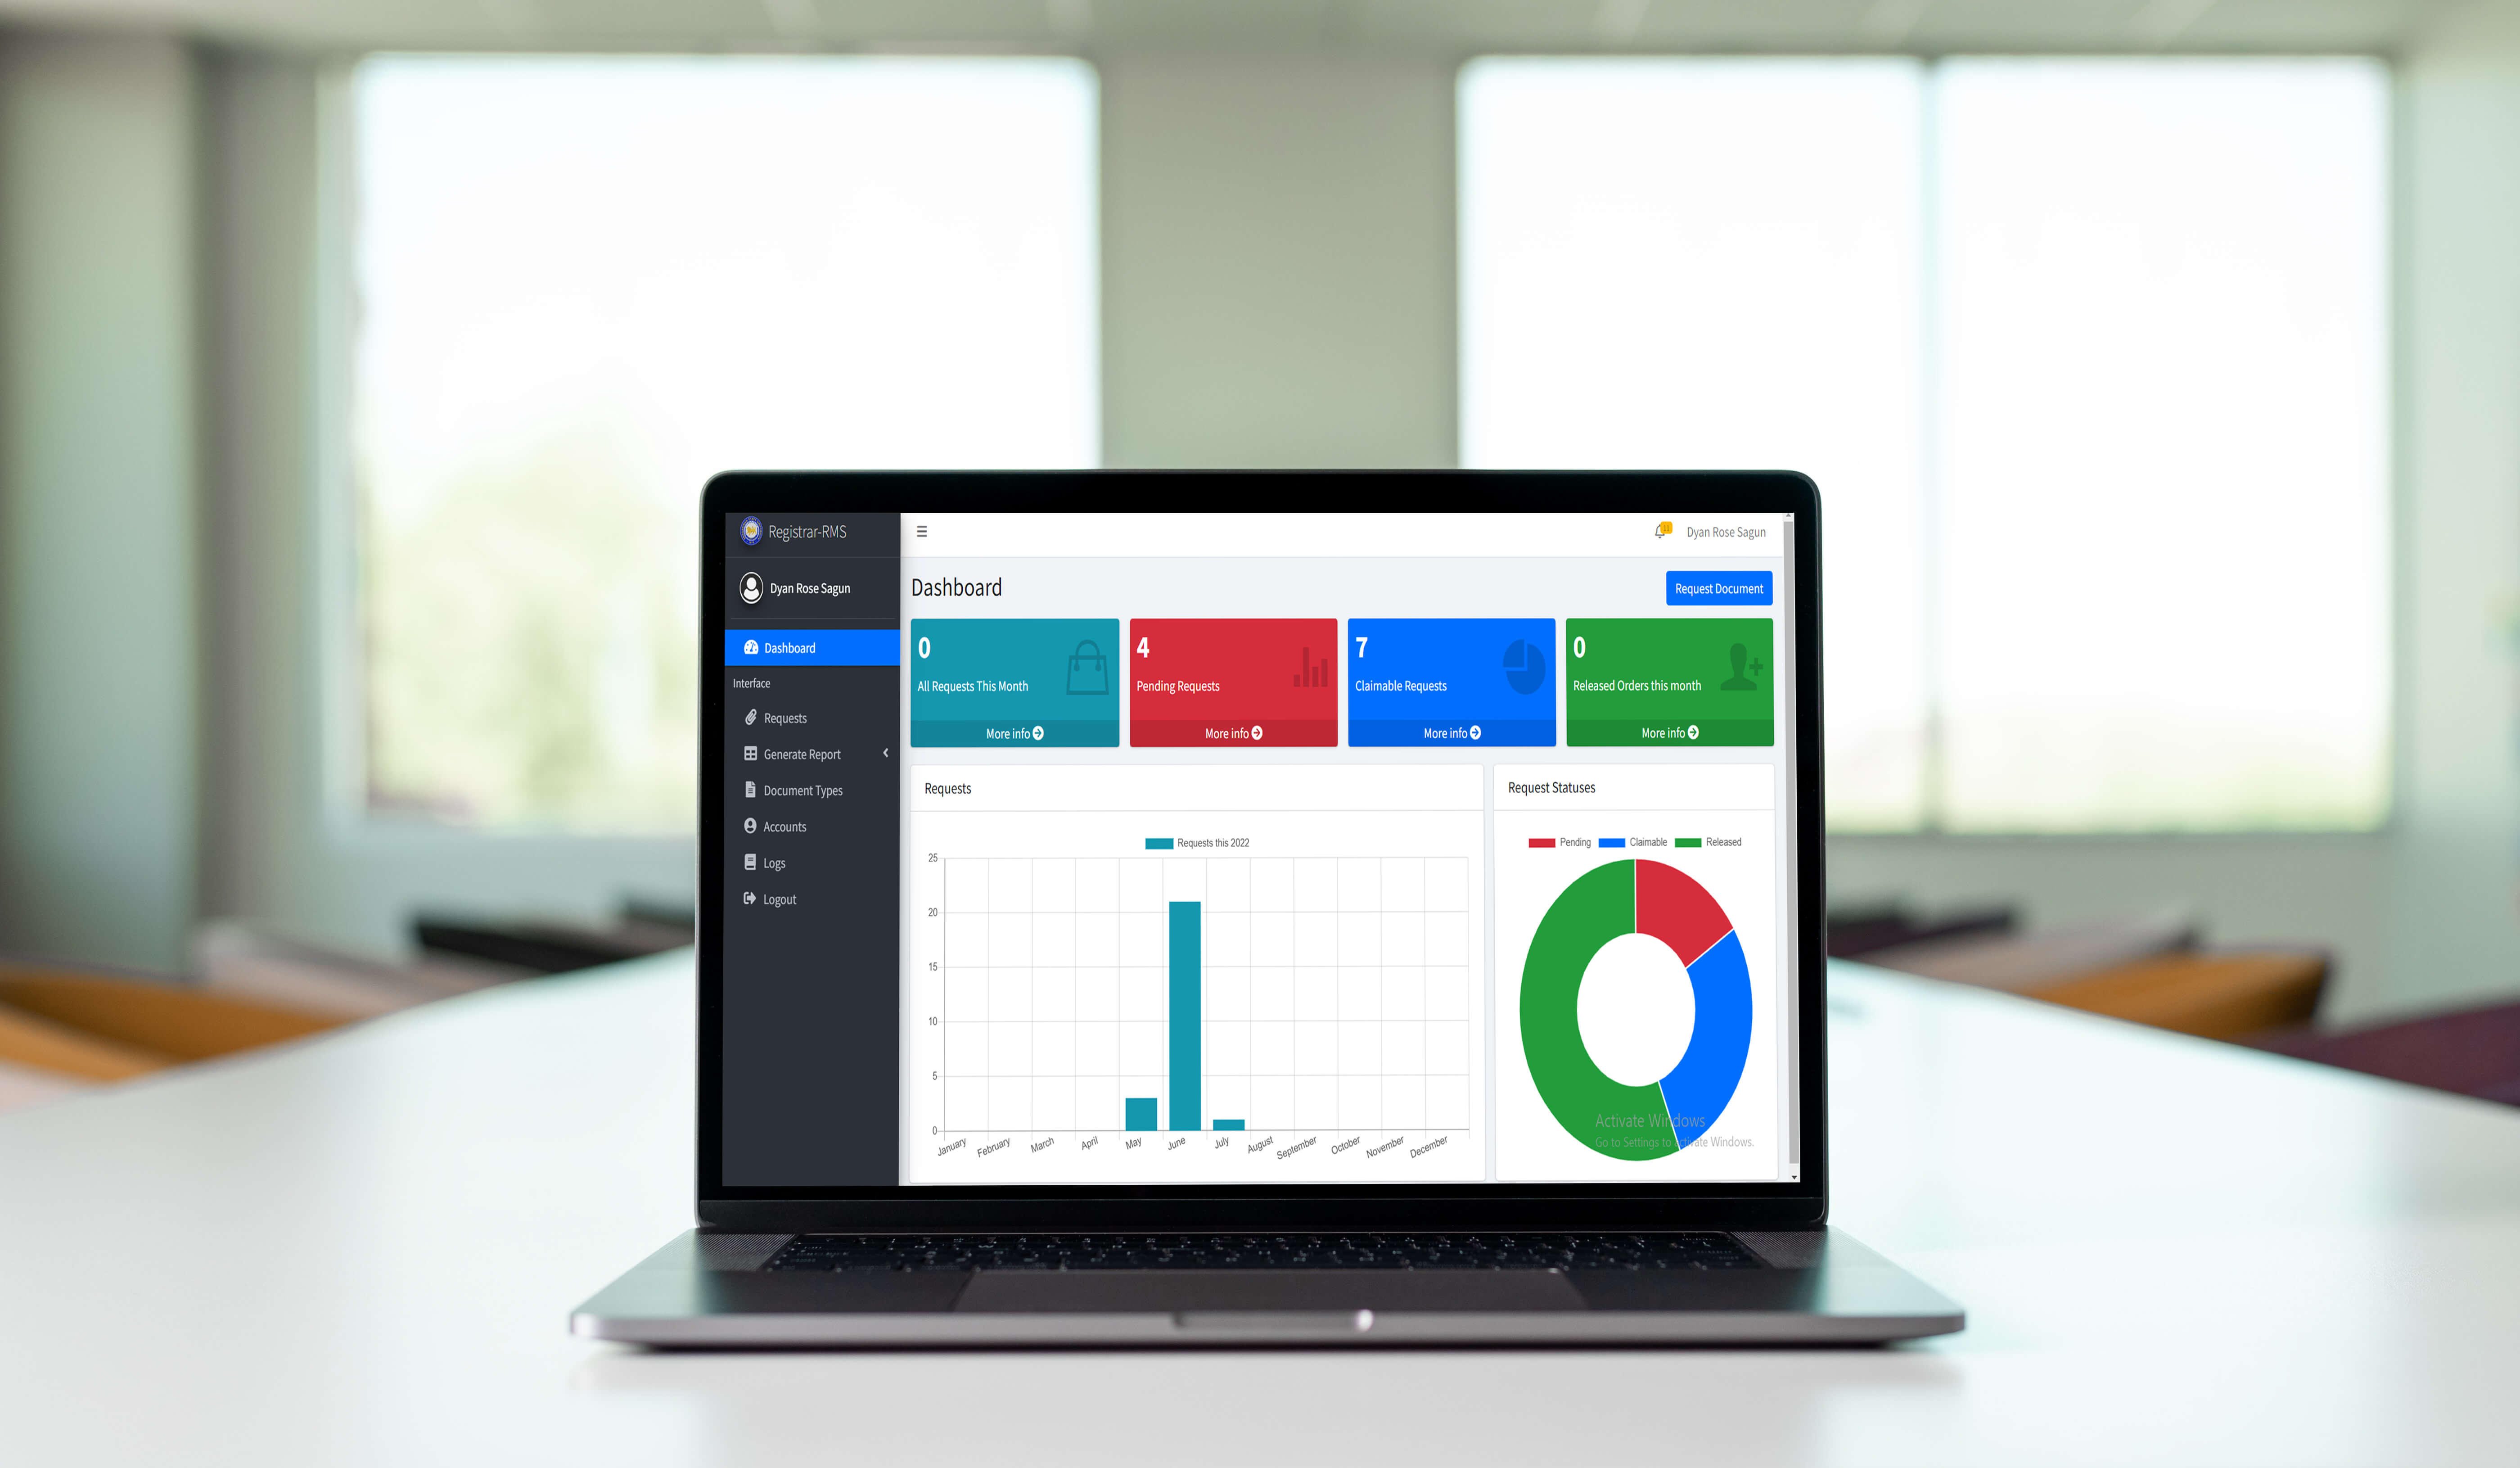 Registrar-RMS
Dyan Rose Sagun
Dyan Rose Sagun
Dashboard
Interface
Requests
Generate Report
Document Types
Accounts
Logs
Logout
Dashboard
Request Document
0
All Requests This Month
More info
4
Pending Requests
More info
7
Claimable Requests
More info
0
Released Orders this month
More info
Requests
Requests this 2022
25
20
15
10
5
0
January February March April May June July August September October November December
Request Statuses
Pending Claimable Released
Activate Windows
Go to Settings to activate Windows.